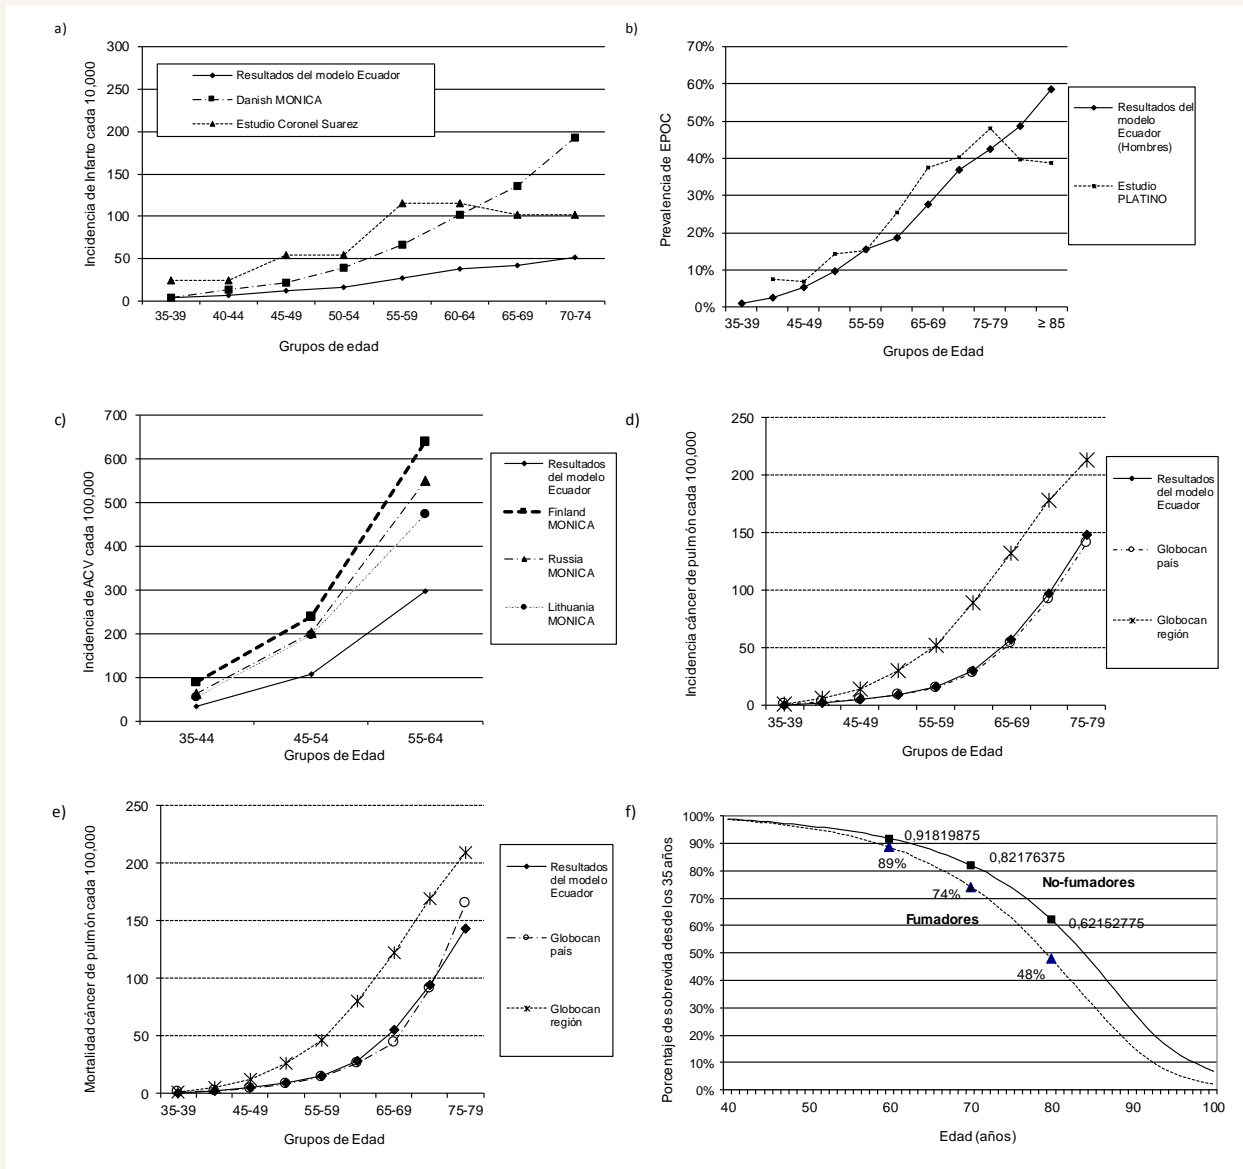 a)
300
250
200
150
100
50
0
Incidencia de Infarto cada 10,000
Resultados del modelo Ecuador
Danish MONICA
Estudio Coronel Suarez
35-39 40-44 45-49 50-54 55-59 60-64 65-69 70-74
Grupos de edad
b)
70%
60%
50%
40%
30%
20%
10%
0%
Prevalencia de EPOC
Resultados del
modelo
Ecuador
(Hombres)
Estudio
PLATINO
35-39 45-49 55-59 65-69 75-79 ≥ 85
Grupos de Edad
c)
700
600
500
400
300
200
100
0
Incidencia de ACV cada 100,000
Resultados
del modelo
Ecuador
Finland
MONICA
Russia
MONICA
Lithuania
MONICA
35-44 45-54 55-64
Grupos de Edad
d)
250
200
150
100
50
0
Incidencia cáncer de pulmón cada 100,000
Resultados
del modelo
Ecuador
Globocan
país
Globocan
región
35-39 45-49 55-59 65-69 75-79
Grupos de Edad
e)
250
200
150
100
50
0
Mortalidad cáncer de pulmón cada 100,000
Resultados
del modelo
Ecuador
Globocan
país
Globocan
región
35-39 45-49 55-59 65-69 75-79
Grupos de Edad
f)
100%
90%
80%
70%
60%
50%
40%
30%
20%
10%
0%
Porcentaje de sobrevida desde los 35 años
0,91819875
89%
0,82176375
74%
No-fumadores
Fumadores
0,62152775
48%
40 50 60 70 80 90 100
Edad (años)